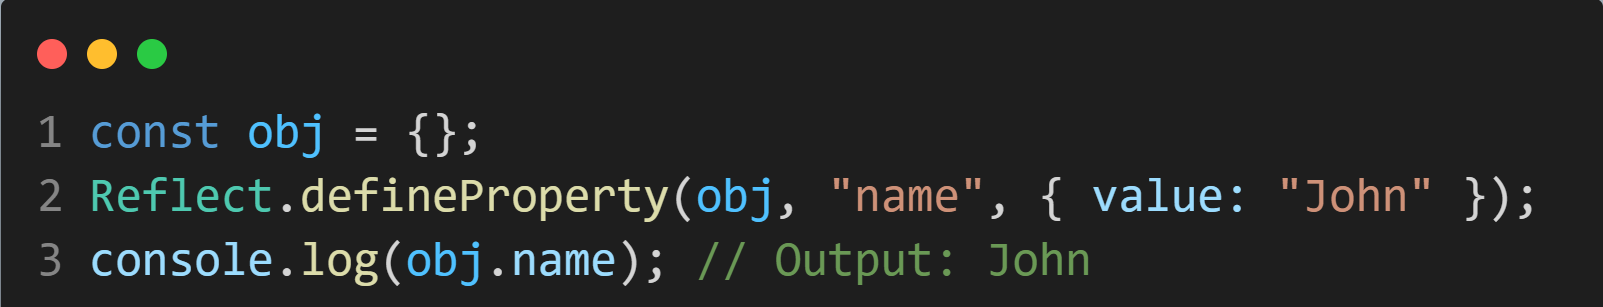 1 const obj = {};
2 Reflect.defineProperty(obj, "name", { value: "John" });
3 console.log(obj.name); // Output: John